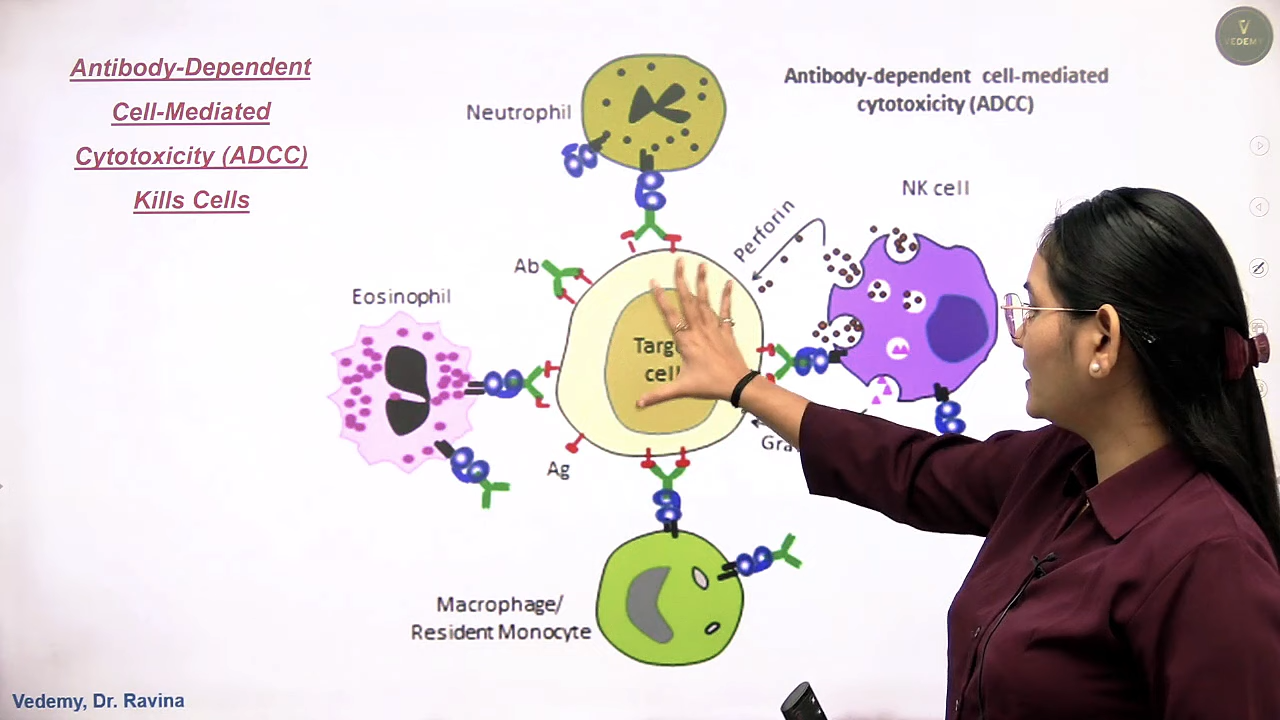 Antibody-Dependent
Cell-Mediated
Cytotoxicity (ADCC)
Kills Cells
Antibody-dependent cell-mediated
cytotoxicity (ADCC)
VEDEMY
Neutrophil
NK cell
Perforin
Ab
Eosinophil
Ag
Macrophage/
Resident Monocyte
Vedemy, Dr. Ravina